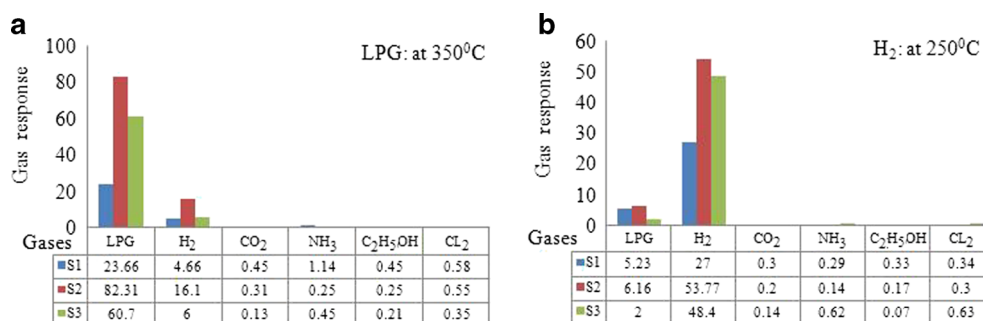 a
LPG: at 350⁰C
Gas response
100
80
60
40
20
0
Gases LPG H2 CO2 NH3 C2H5OH CL2
S1 23.66 4.66 0.45 1.14 0.45 0.58
S2 82.31 16.1 0.31 0.25 0.25 0.55
S3 60.7 6 0.13 0.45 0.21 0.35
b
H2: at 250⁰C
Gas response
60
50
40
30
20
10
0
Gases LPG H2 CO2 NH3 C2H5OH CL2
S1 5.23 27 0.3 0.29 0.33 0.34
S2 6.16 53.77 0.2 0.14 0.17 0.3
S3 2 48.4 0.14 0.62 0.07 0.63